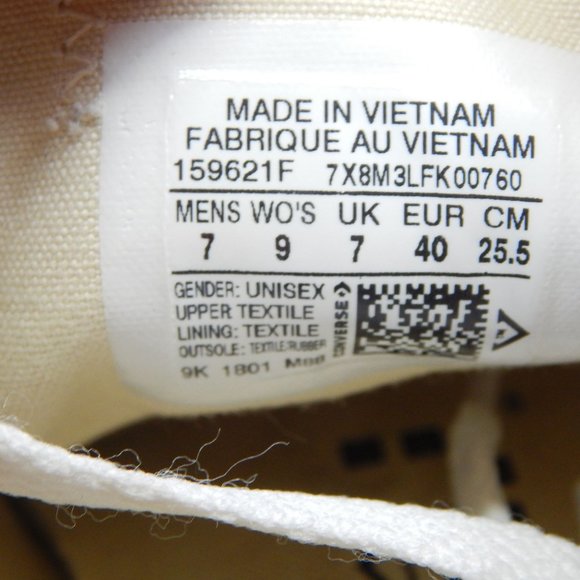 MADE IN VIETNAM
FABRIQUE AU VIETNAM
159621F 7X8M3LFK00760
MENS WO'S UK EUR CM
7 9 7 40 25.5
GENDER: UNISEX
UPPER TEXTILE
LINING: TEXTILE
OUTSOLE: TEXTILE/RUBBER
9K 1801 M88
CONVERSE